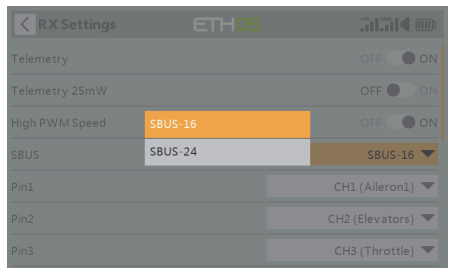 RX Settings ETHOS
Telemetry OFF ON
Telemetry 25mW OFF ON
High PWM Speed OFF ON
SBUS-16
SBUS-24
SBUS SBUS-16
Pin1 CH1 (Aileron1)
Pin2 CH2 (Elevators)
Pin3 CH3 (Throttle)